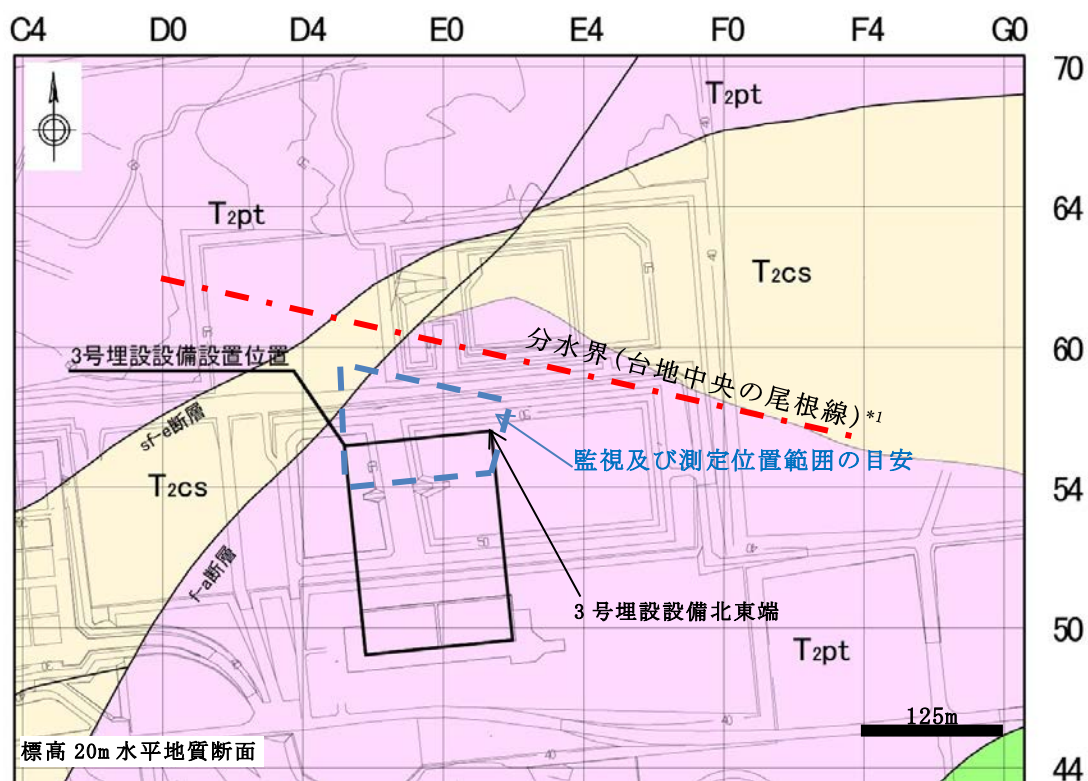 C4 D0 D4 E0 E4 F0 F4 G0
70
T2pt
64
T2pt
T2cs
60
分水界(台地中央の尾根線)*1
3号埋設設備設置位置
監視及び測定位置範囲の目安
sf-e断層
T2cs
54
f-a断層
3号埋設設備北東端
50
T2pt
125m
標高20m水平地質断面
44